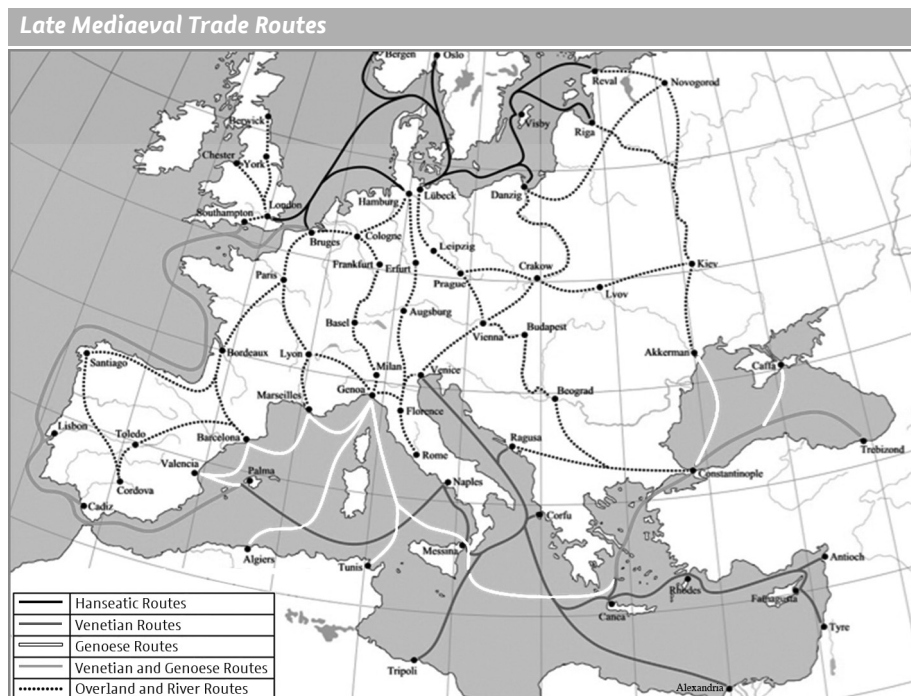 Late Mediaeval Trade Routes
Bergen
Oslo
Reval
Novogorod
Berwick
Visby
Riga
Chester
York
London
Hamburg
Lübeck
Danzig
Southampton
Bruges
Cologne
Leipzig
Frankfurt
Erfurt
Crakow
Kiev
Paris
Prague
Lvov
Augsburg
Basel
Vienna
Budapest
Bordeaux
Lyon
Akkerman
Santiago
Milan
Venice
Caffa
Genoa
Marseilles
Beograd
Florence
Lisbon
Toledo
Barcelona
Ragusa
Trebizond
Valencia
Rome
Palma
Constantinople
Cordova
Naples
Cadiz
Corfu
Messina
Algiers
Tunis
Antioch
Rhodes
Famagusta
Canea
Tyre
Tripoli
Alexandria
Hanseatic Routes
Venetian Routes
Genoese Routes
Venetian and Genoese Routes
Overland and River Routes